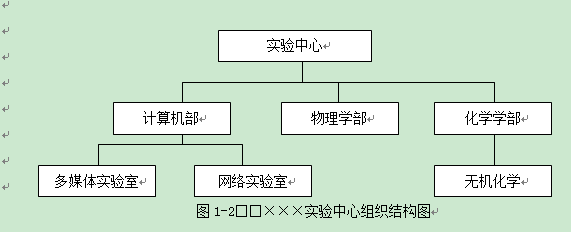 实验中心
计算机部 物理学部 化学学部
多媒体实验室 网络实验室 无机化学
图 1-2□□×××实验中心组织结构图